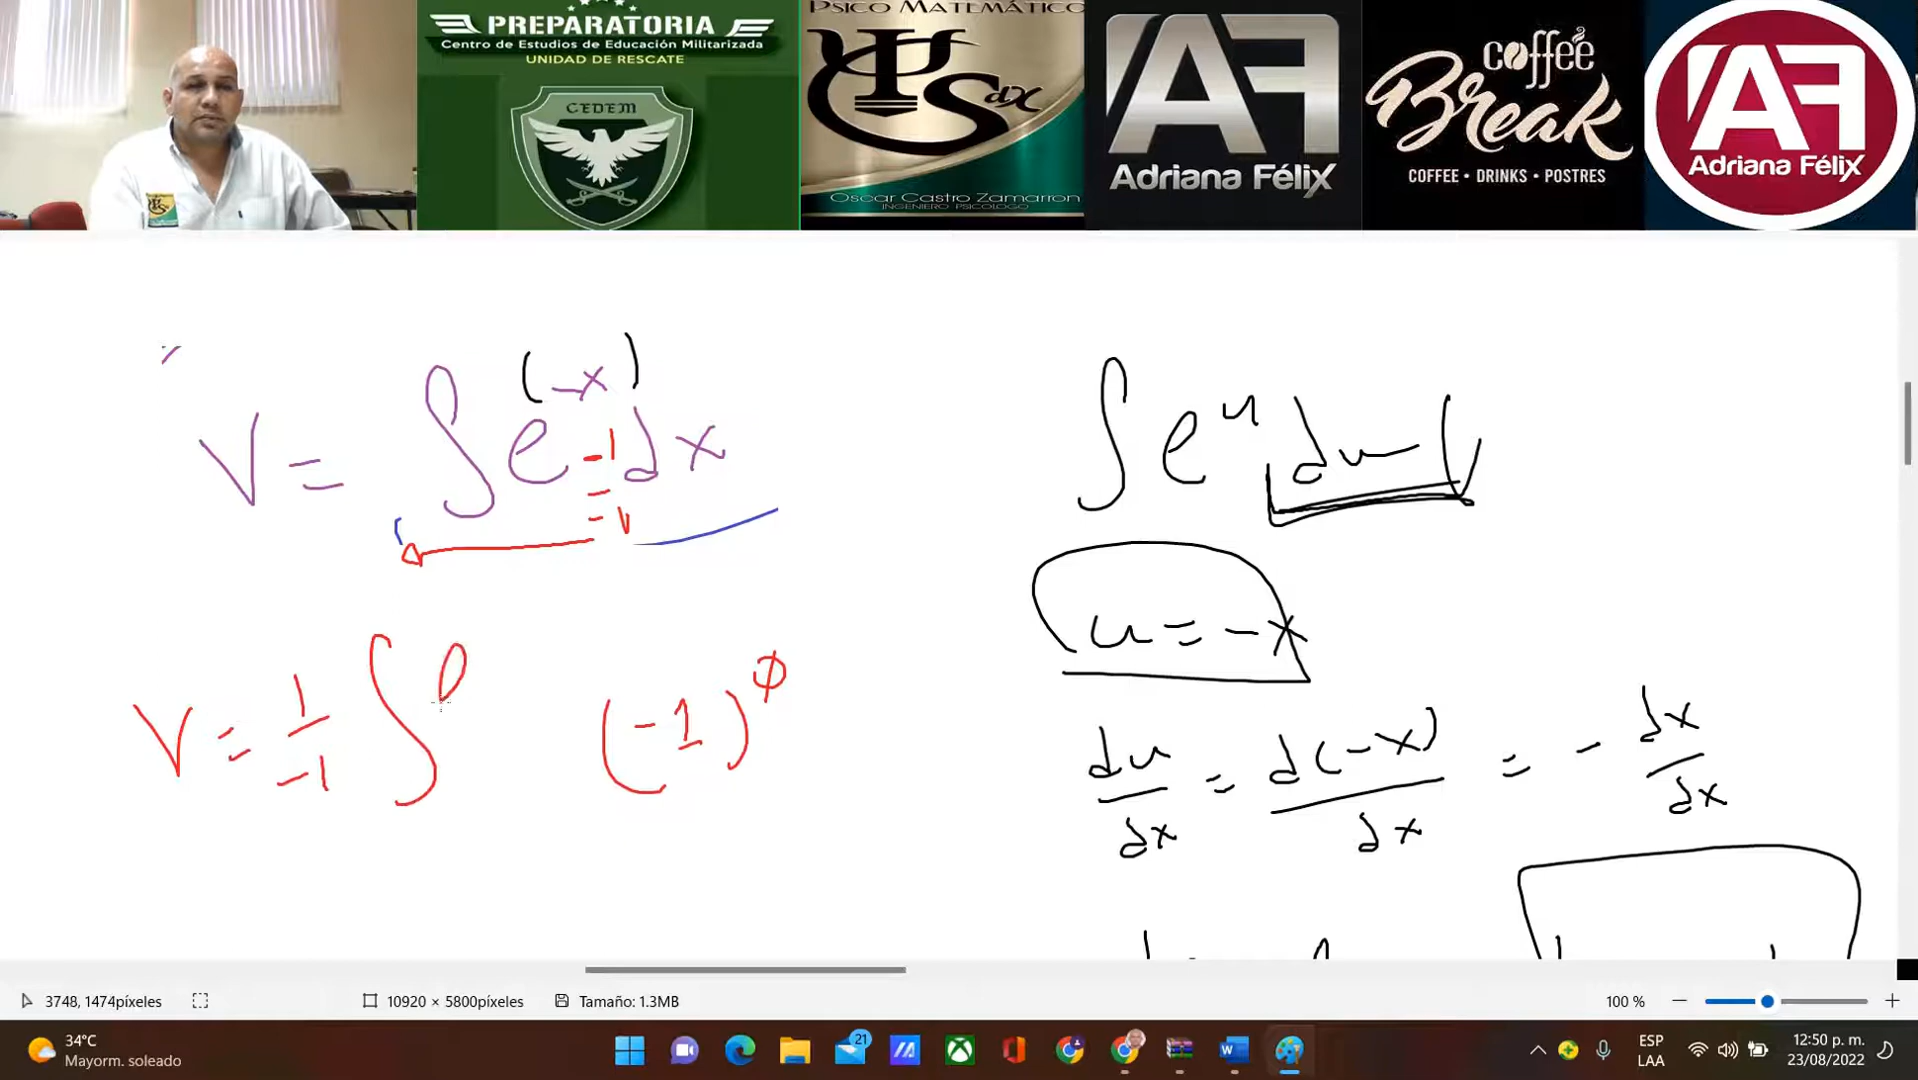 PREPARATORIA
Centro de Estudios de Educación Militarizada
UNIDAD DE RESCATE
CEDEM
PSICO MATEMÁTICO
dx
Oscar Castro Zamarron
INGENIERO PSICOLOGO
AF
Adriana Félix
coffee
Break
COFFEE • DRINKS • POSTRES
AF
Adriana Félix
V = ∫ e^(-x) dx
-1
∫ e^u du
u = -x
V = 1/-1 ∫ e (-1)
du/dx = d(-x)/dx = - dx/dx
3748, 1474píxeles
10920 × 5800píxeles
Tamaño: 1.3MB
100 %
34°C
Mayorm. soleado
21
ESP
LAA
12:50 p. m.
23/08/2022